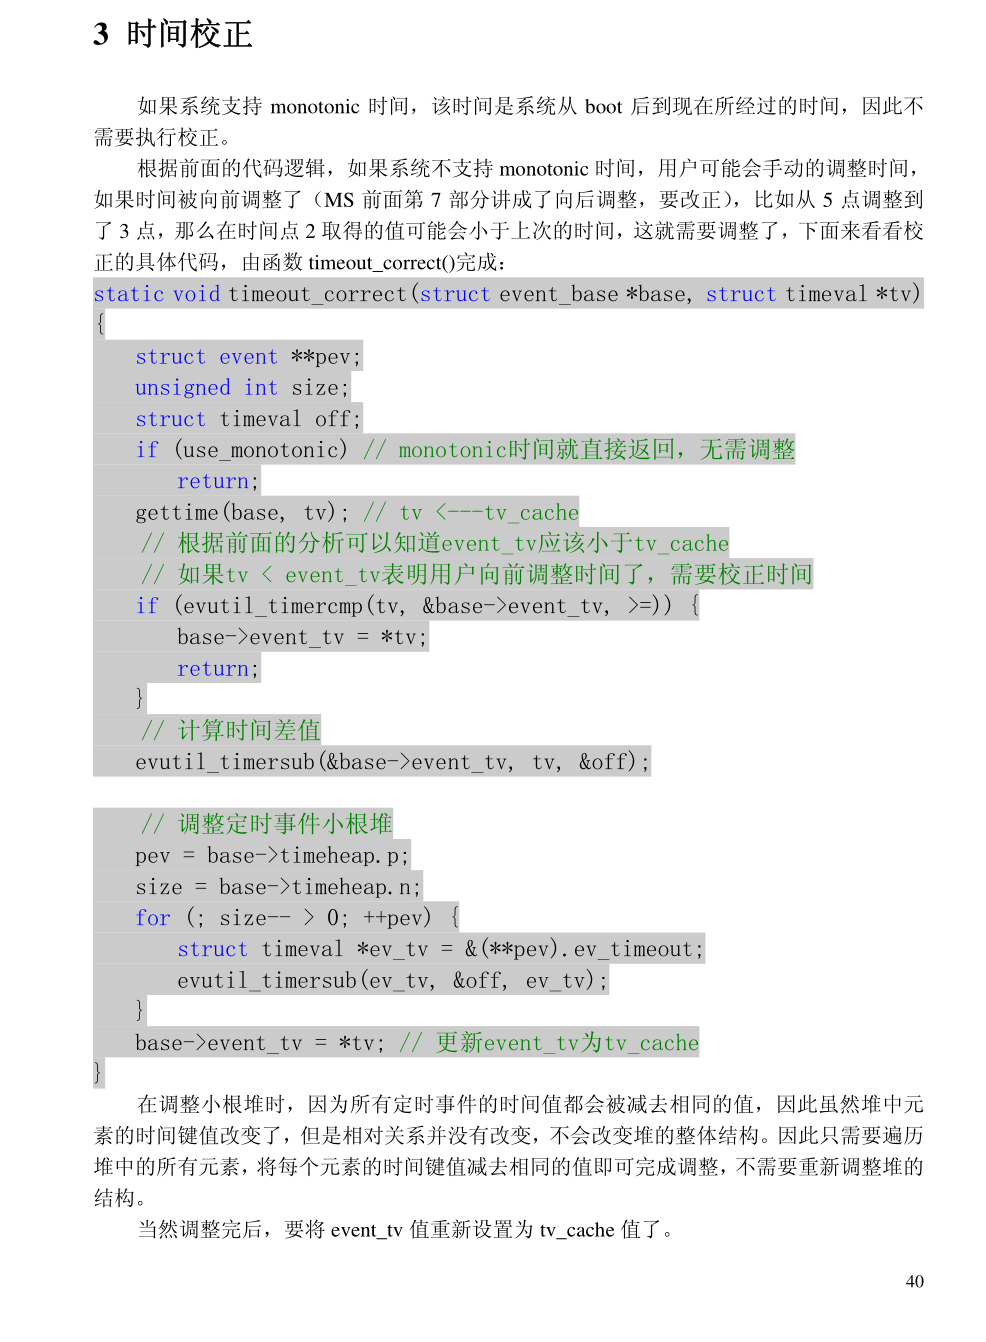 3 时间校正
如果系统支持 monotonic 时间，该时间是系统从 boot 后到现在所经过的时间，因此不
需要执行校正。
根据前面的代码逻辑，如果系统不支持 monotonic 时间，用户可能会手动的调整时间，
如果时间被向前调整了（MS 前面第 7 部分讲成了向后调整，要改正），比如从 5 点调整到
了 3 点，那么在时间点 2 取得的值可能会小于上次的时间，这就需要调整了，下面来看看校
正的具体代码，由函数 timeout_correct()完成：
static void timeout_correct(struct event_base *base, struct timeval *tv)
{
    struct event **pev;
    unsigned int size;
    struct timeval off;
    if (use_monotonic) // monotonic时间就直接返回，无需调整
        return;
    gettime(base, tv); // tv <---tv_cache
    // 根据前面的分析可以知道event_tv应该小于tv_cache
    // 如果tv < event_tv表明用户向前调整时间了，需要校正时间
    if (evutil_timercmp(tv, &base->event_tv, >=)) {
        base->event_tv = *tv;
        return;
    }
    // 计算时间差值
    evutil_timersub(&base->event_tv, tv, &off);
    // 调整定时事件小根堆
    pev = base->timeheap.p;
    size = base->timeheap.n;
    for (; size-- > 0; ++pev) {
        struct timeval *ev_tv = &(**pev).ev_timeout;
        evutil_timersub(ev_tv, &off, ev_tv);
    }
    base->event_tv = *tv; // 更新event_tv为tv_cache
}
在调整小根堆时，因为所有定时事件的时间值都会被减去相同的值，因此虽然堆中元
素的时间键值改变了，但是相对关系并没有改变，不会改变堆的整体结构。因此只需要遍历
堆中的所有元素，将每个元素的时间键值减去相同的值即可完成调整，不需要重新调整堆的
结构。
当然调整完后，要将 event_tv 值重新设置为 tv_cache 值了。
40